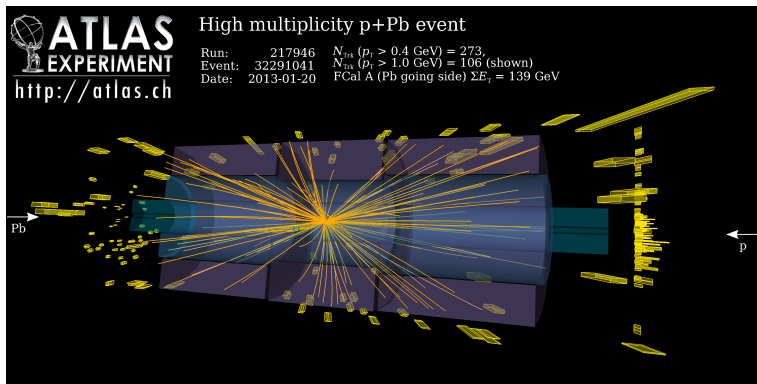 ATLAS
EXPERIMENT
http://atlas.ch
High multiplicity p+Pb event
Run: 217946
Event: 32291041
Date: 2013-01-20
N_Trk (p_T > 0.4 GeV) = 273,
N_Trk (p_T > 1.0 GeV) = 106 (shown)
FCal A (Pb going side) ΣE_T = 139 GeV
Pb
p